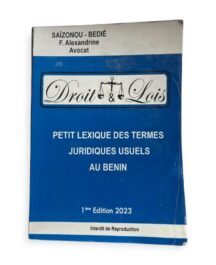 SAÏZONOU - BEDIÉ
F. Alexandrine
Avocat
Droit & Lois
PETIT LEXIQUE DES TERMES
JURIDIQUES USUELS
AU BENIN
1ère Edition 2023
Interdit de Reproduction